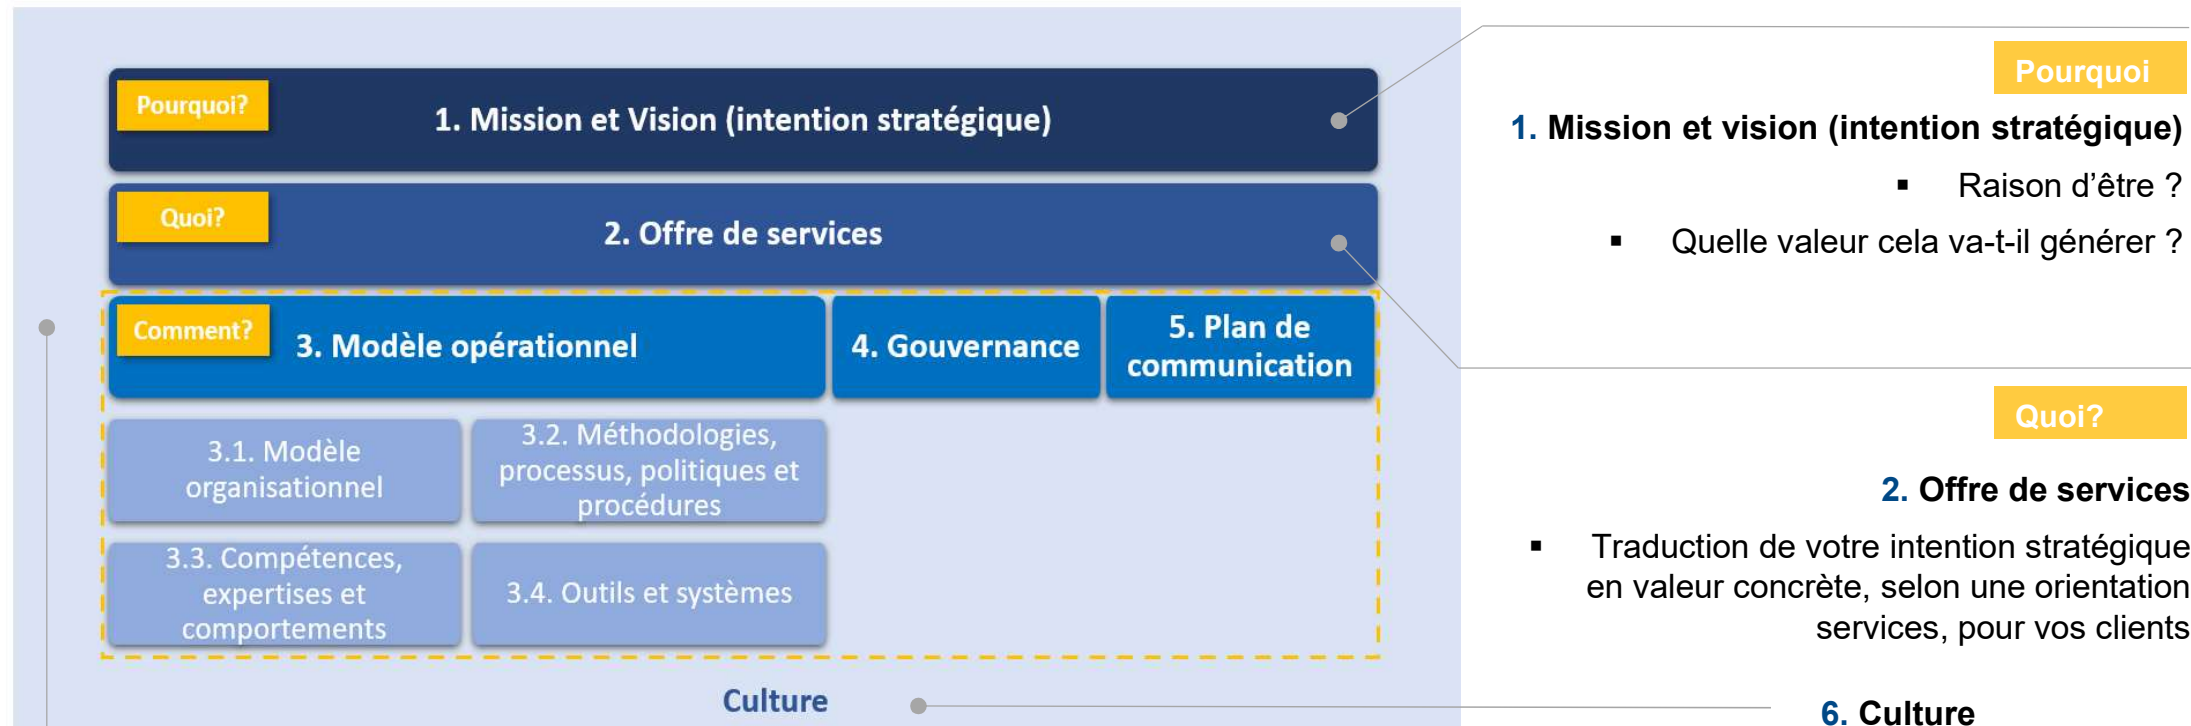 Pourquoi?
1. Mission et Vision (intention stratégique)
Quoi?
2. Offre de services
Comment?
3. Modèle opérationnel
4. Gouvernance
5. Plan de
communication
3.1. Modèle
organisationnel
3.2. Méthodologies,
processus, politiques et
procédures
3.3. Compétences,
expertises et
comportements
3.4. Outils et systèmes
Culture
Pourquoi
1. Mission et vision (intention stratégique)
▪ Raison d’être ?
▪ Quelle valeur cela va-t-il générer ?
Quoi?
2. Offre de services
▪ Traduction de votre intention stratégique
en valeur concrète, selon une orientation
services, pour vos clients
6. Culture